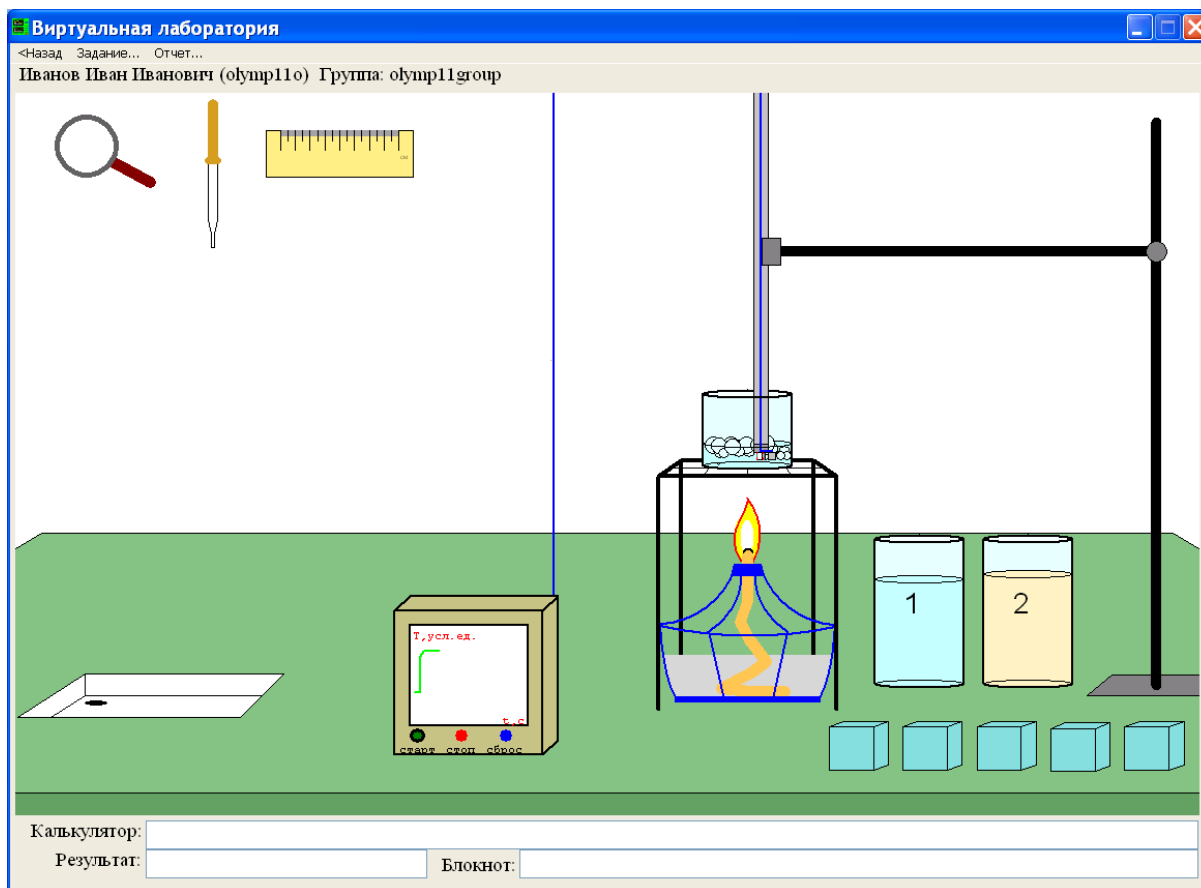 Виртуальная лаборатория
<Назад Задание... Отчет...
Иванов Иван Иванович (olymp11o) Группа: olymp11group
T,усл.ед.
t,с
старт стоп сброс
1
2
Калькулятор:
Результат:
Блокнот: